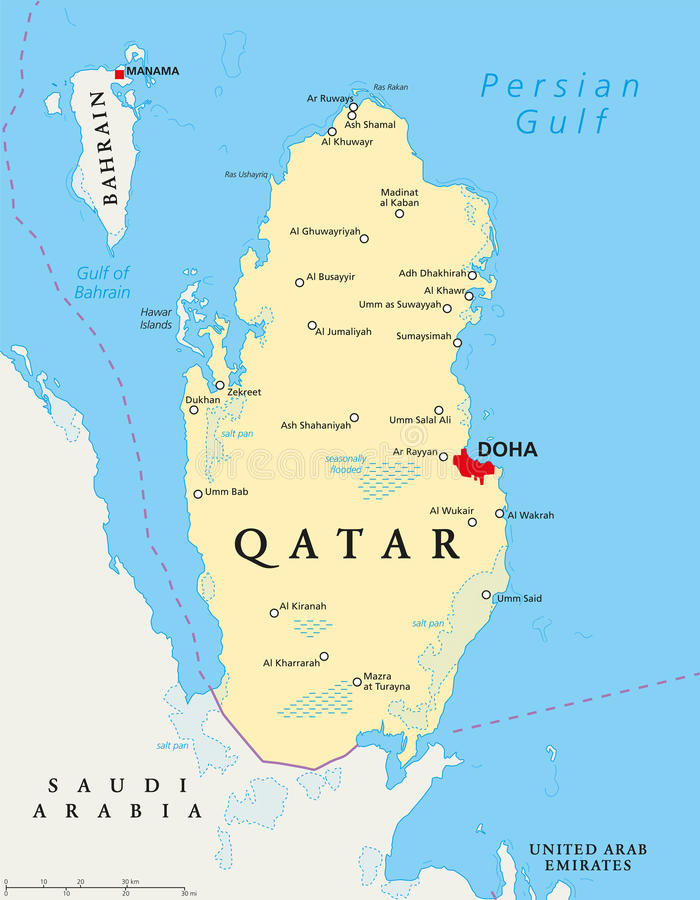 Persian
Gulf
MANAMA
BAHRAIN
Ras Rakan
Ar Ruways
Ash Shamal
Al Khuwayr
Ras Ushayriq
Madinat
al Kaban
Al Ghuwayriyah
Gulf of
Bahrain
Al Busayyir
Adh Dhakhirah
Al Khawr
Umm as Suwayyah
Hawar
Islands
Al Jumaliyah
Sumaysimah
Zekreet
Dukhan
salt pan
Ash Shahaniyah
Umm Salal Ali
Ar Rayyan
DOHA
seasonally
flooded
dreamstime
Umm Bab
Al Wukair
Al Wakrah
QATAR
Umm Said
Al Kiranah
salt pan
Al Kharrarah
Mazra
at Turayna
salt pan
SAUDI
ARABIA
UNITED ARAB
EMIRATES
0 10 20 30 km
0 10 20 30 mi